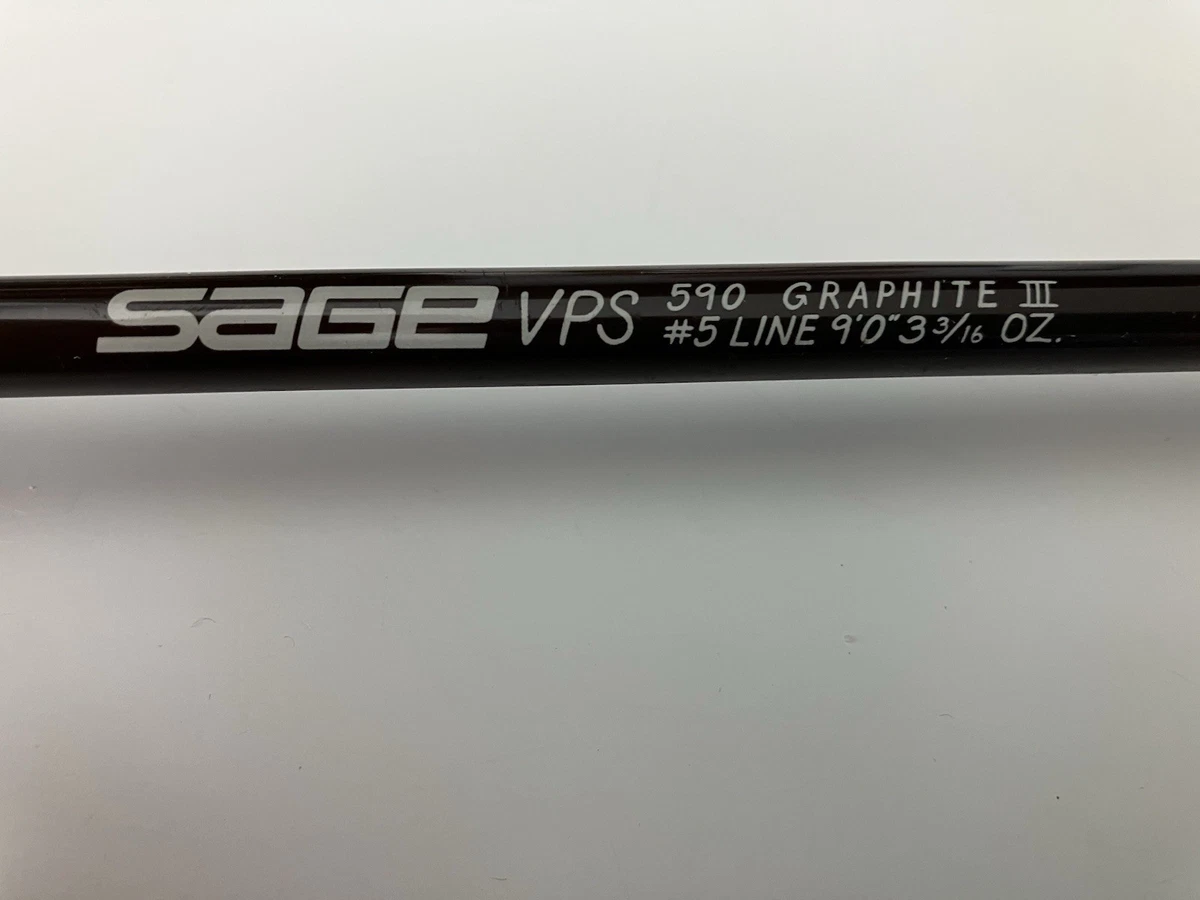 SAGE VPS 590 GRAPHITE III
#5 LINE 9'0" 3 3/16 OZ.